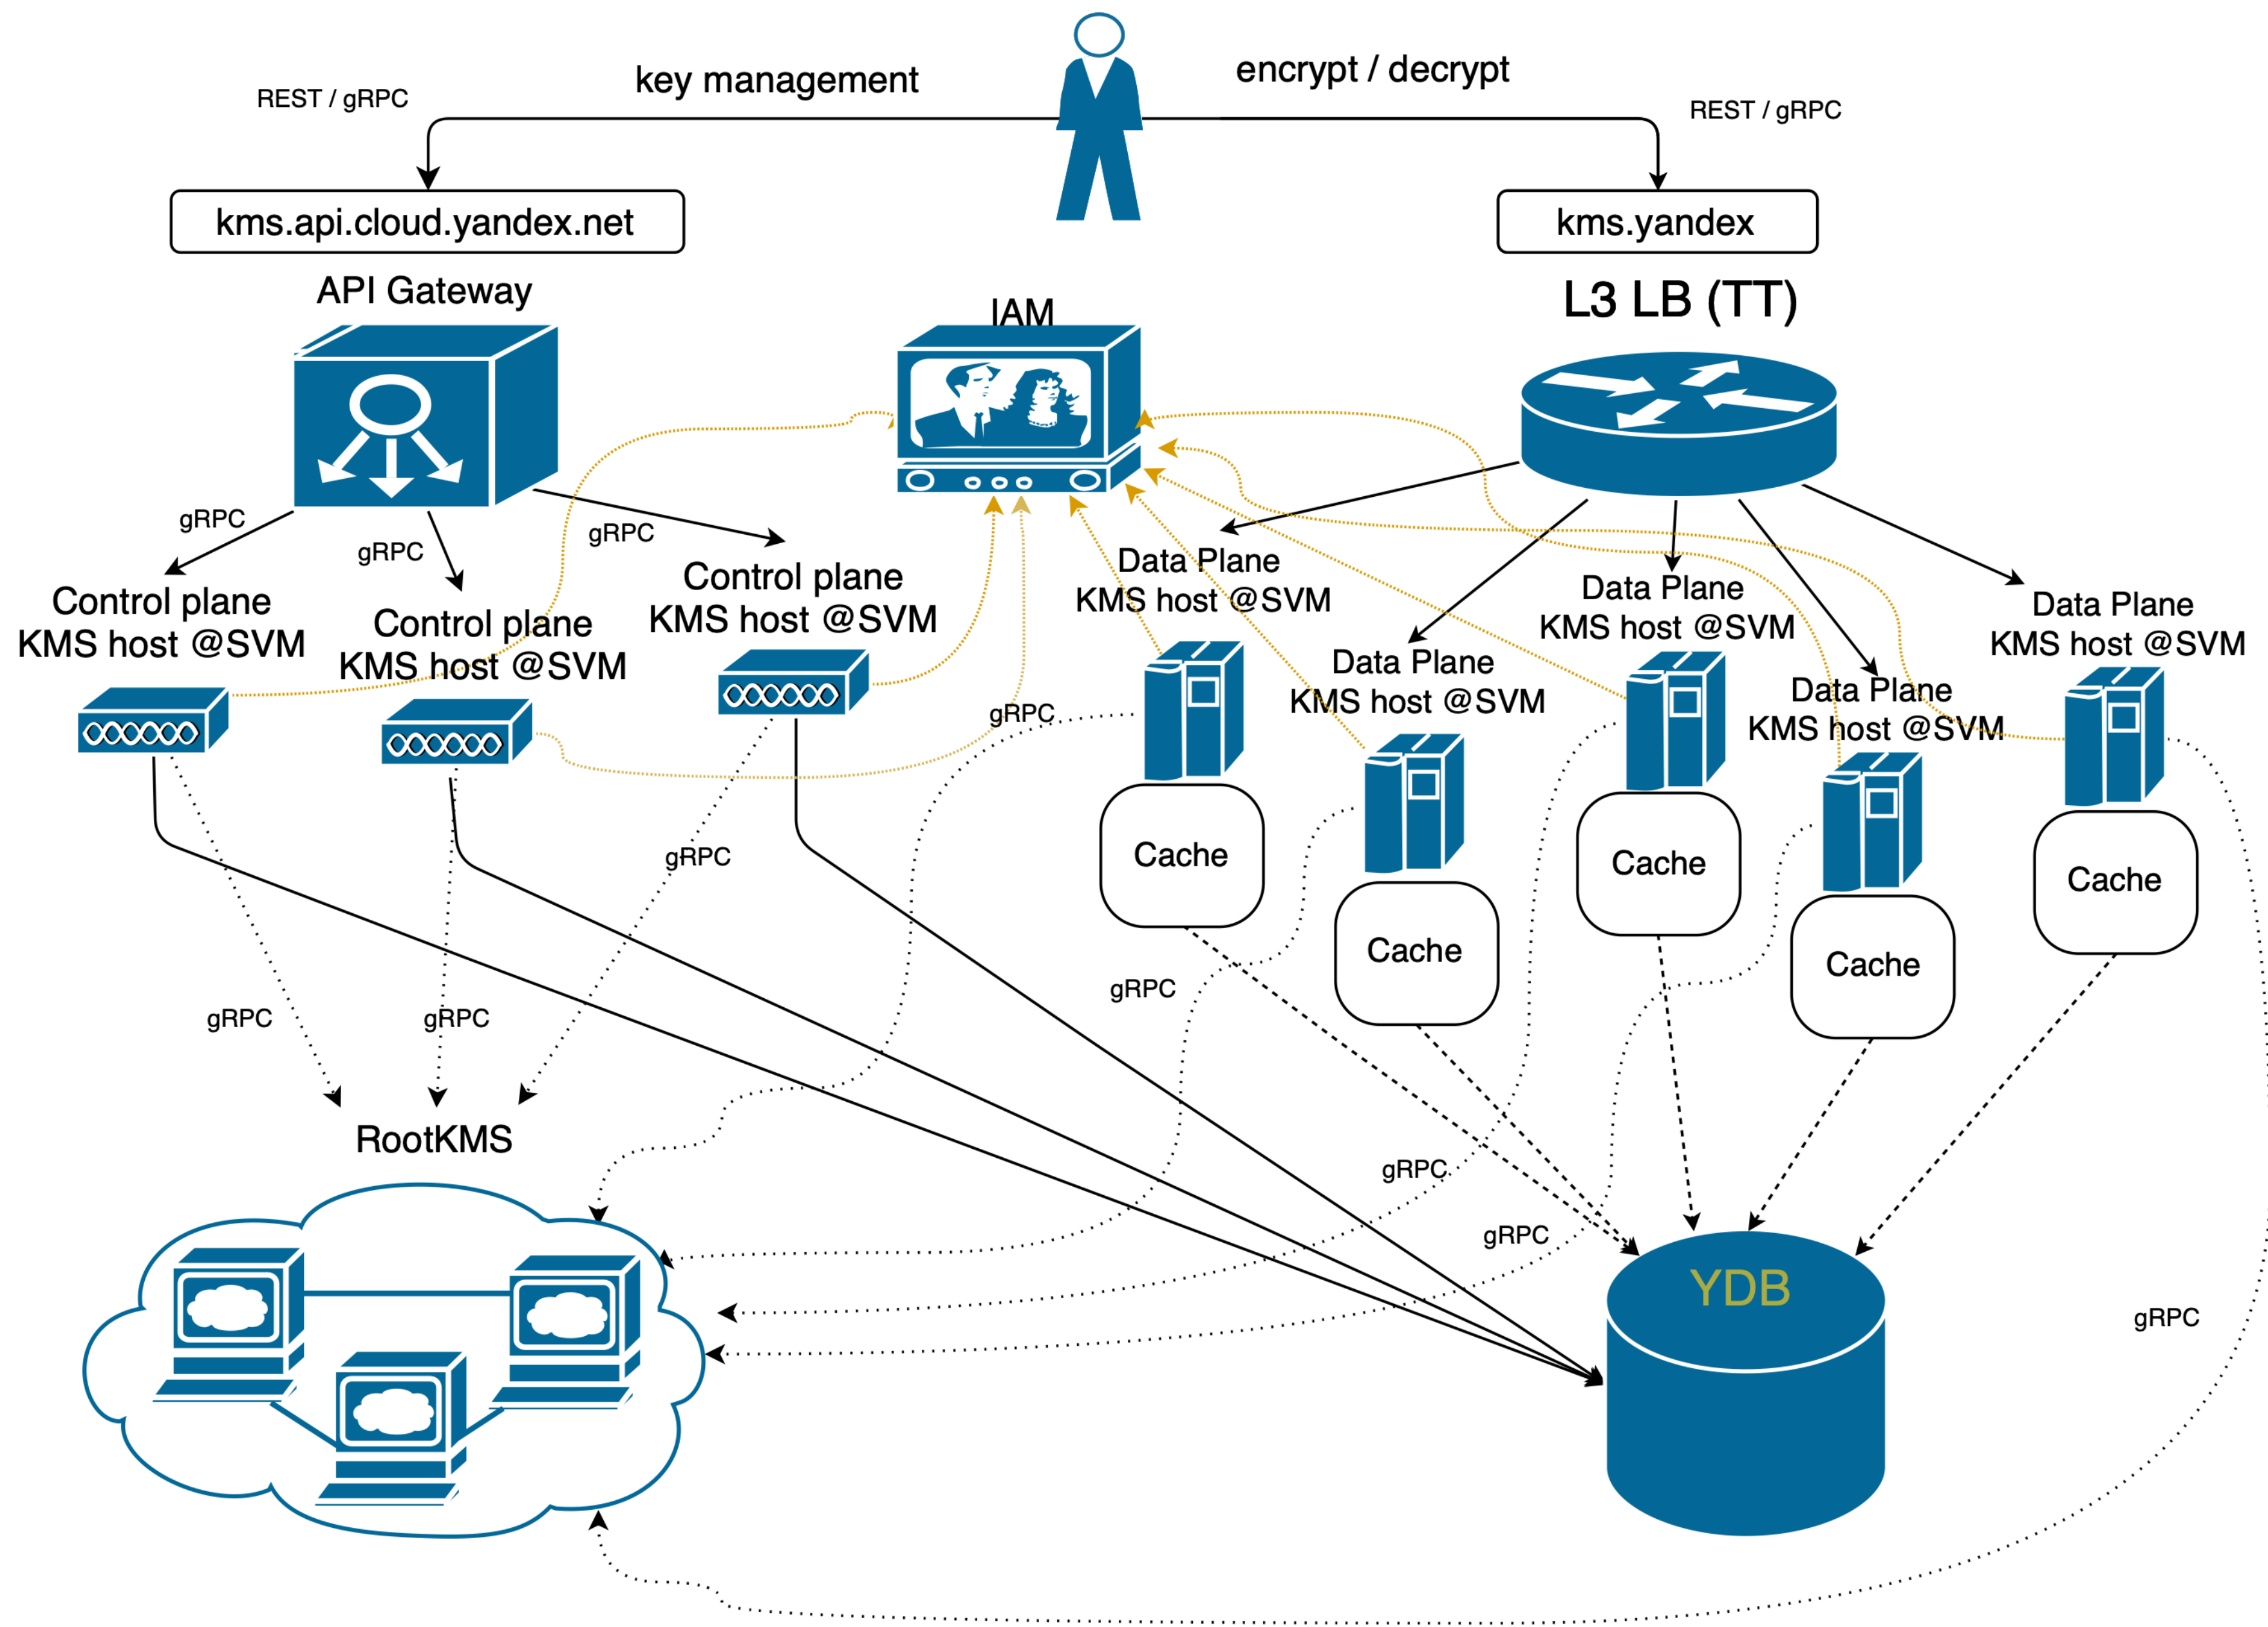 key management
encrypt / decrypt
REST / gRPC
REST / gRPC
kms.api.cloud.yandex.net
kms.yandex
API Gateway
IAM
L3 LB (TT)
gRPC
gRPC
gRPC
Control plane
KMS host @SVM
Control plane
KMS host @SVM
Control plane
KMS host @SVM
Data Plane
KMS host @SVM
Data Plane
KMS host @SVM
Data Plane
KMS host @SVM
Data Plane
KMS host @SVM
Data Plane
KMS host @SVM
gRPC
gRPC
Cache
Cache
Cache
Cache
Cache
gRPC
gRPC
gRPC
RootKMS
gRPC
gRPC
YDB
gRPC